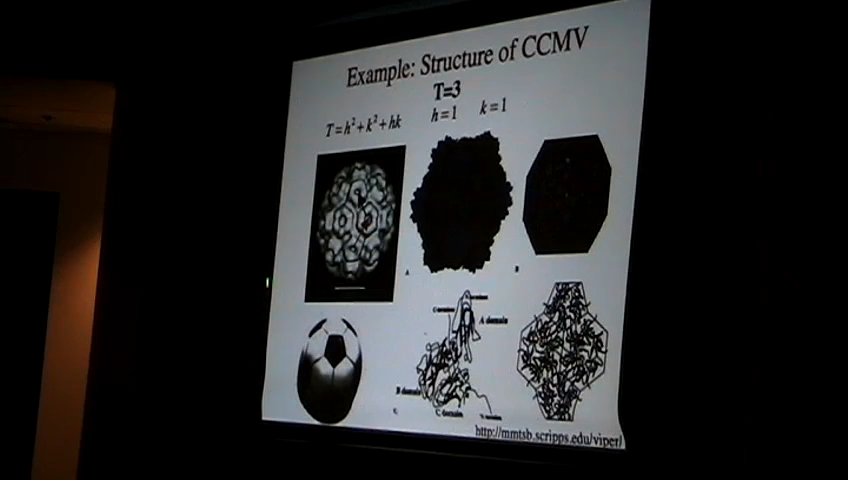 Example: Structure of CCMV
T=3
h=1 k=1
T=h²+k²+hk
A
B
A domain
B domain
C domain
C
http://mmtsb.scripps.edu/viper/